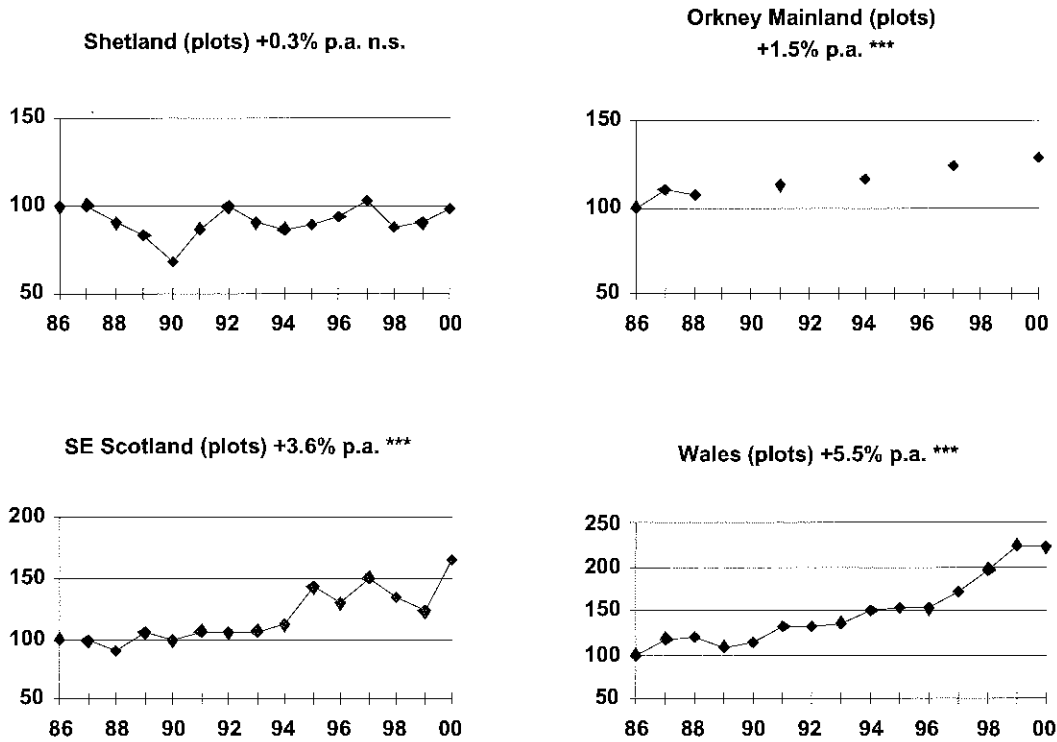 Shetland (plots) +0.3% p.a. n.s.
150
100
50
86 88 90 92 94 96 98 00
Orkney Mainland (plots)
+1.5% p.a. ***
150
100
50
86 88 90 92 94 96 98 00
SE Scotland (plots) +3.6% p.a. ***
200
150
100
50
86 88 90 92 94 96 98 00
Wales (plots) +5.5% p.a. ***
250
200
150
100
50
86 88 90 92 94 96 98 00